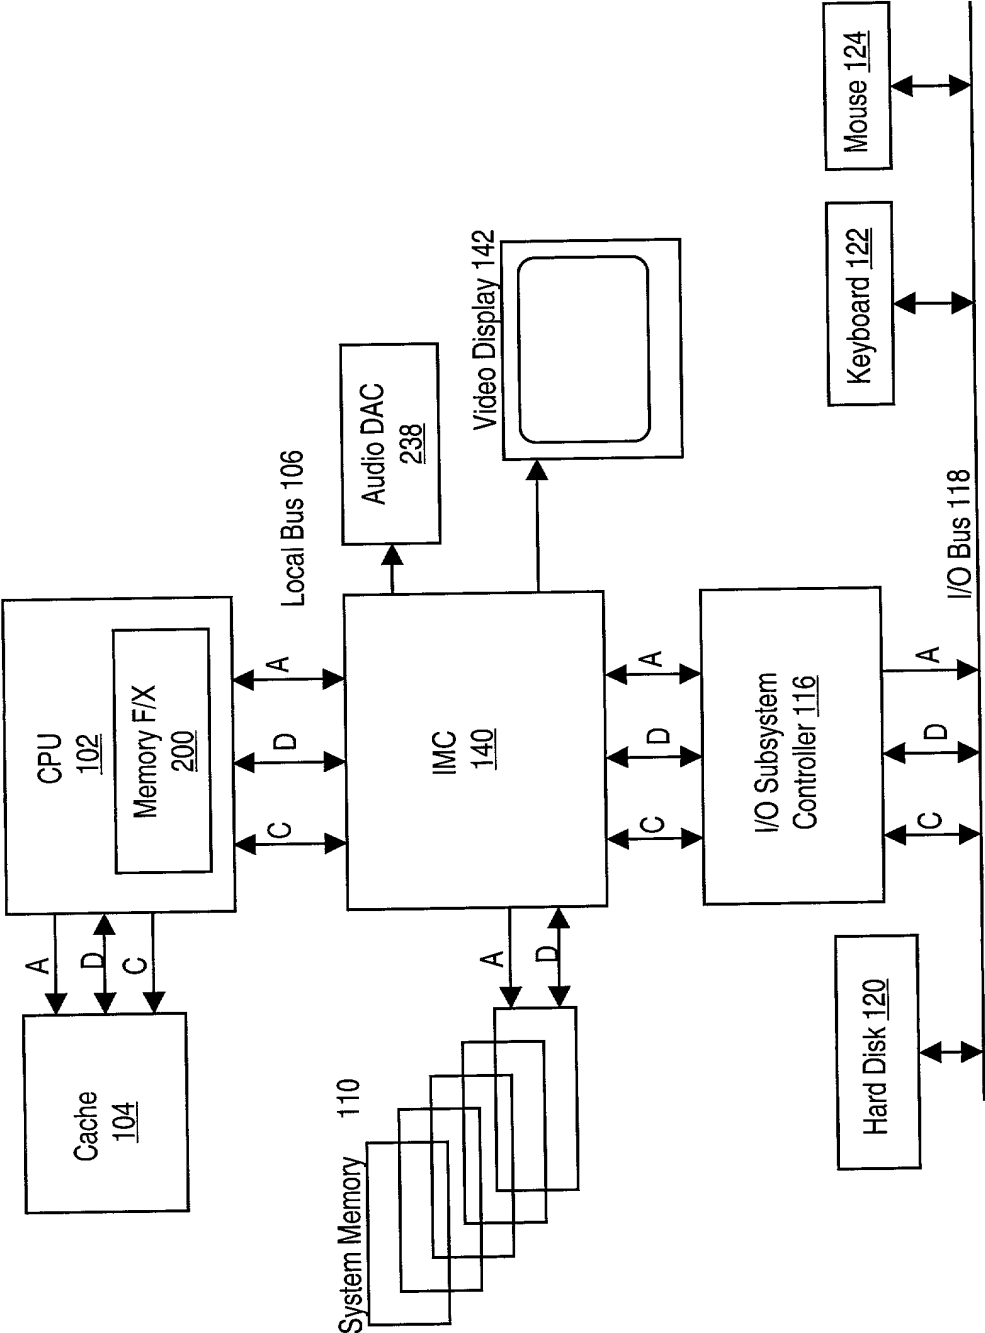 Cache
104
A
D
C
CPU
102
Memory F/X
200
C
D
A
Local Bus 106
System Memory
110
A
D
IMC
140
Audio DAC
238
Video Display 142
C
D
A
I/O Subsystem
Controller 116
C
D
A
I/O Bus 118
Hard Disk 120
Keyboard 122
Mouse 124